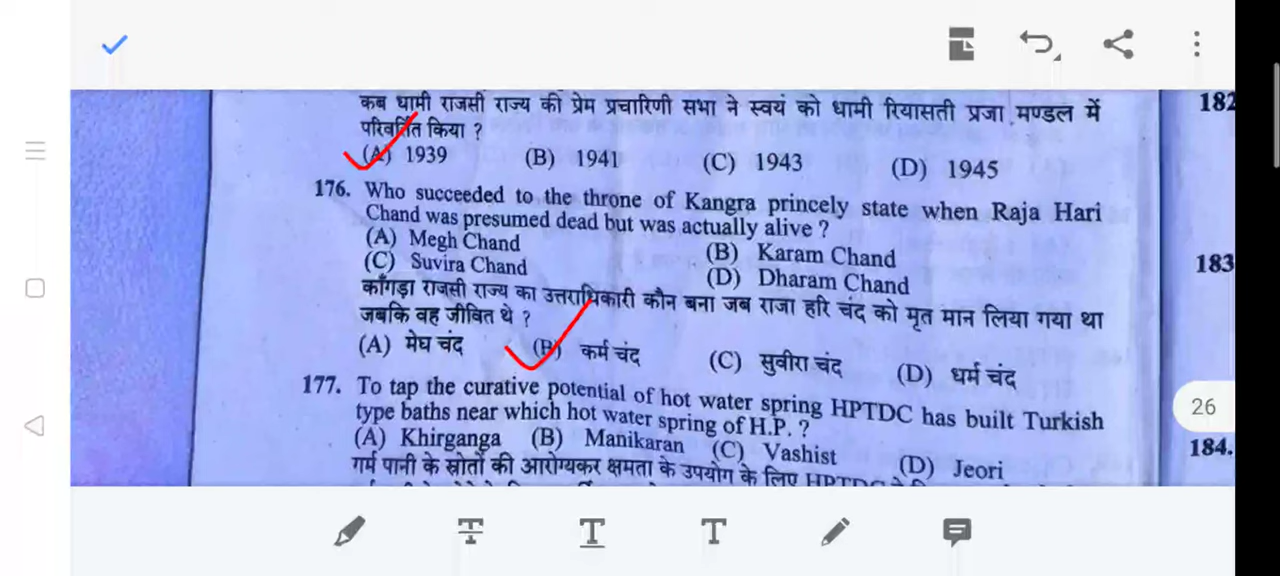 कब धामी राजसी राज्य की प्रेम प्रचारिणी सभा ने स्वयं को धामी रियासती प्रजा मण्डल में
182
परिवर्तित किया ?
(A) 1939 (B) 1941 (C) 1943 (D) 1945
176. Who succeeded to the throne of Kangra princely state when Raja Hari
Chand was presumed dead but was actually alive ?
(A) Megh Chand (B) Karam Chand
183
(C) Suvira Chand (D) Dharam Chand
काँगड़ा राजसी राज्य का उत्तराधिकारी कौन बना जब राजा हरि चंद को मृत मान लिया गया था
जबकि वह जीवित थे ?
(A) मेघ चंद (B) कर्म चंद (C) सुवीरा चंद (D) धर्म चंद
177. To tap the curative potential of hot water spring HPTDC has built Turkish
26
type baths near which hot water spring of H.P. ?
(A) Khirganga (B) Manikaran (C) Vashist (D) Jeori
184.
गर्म पानी के स्रोतों की आरोग्यकर क्षमता के उपयोग के लिए HPTDC ने
T T T